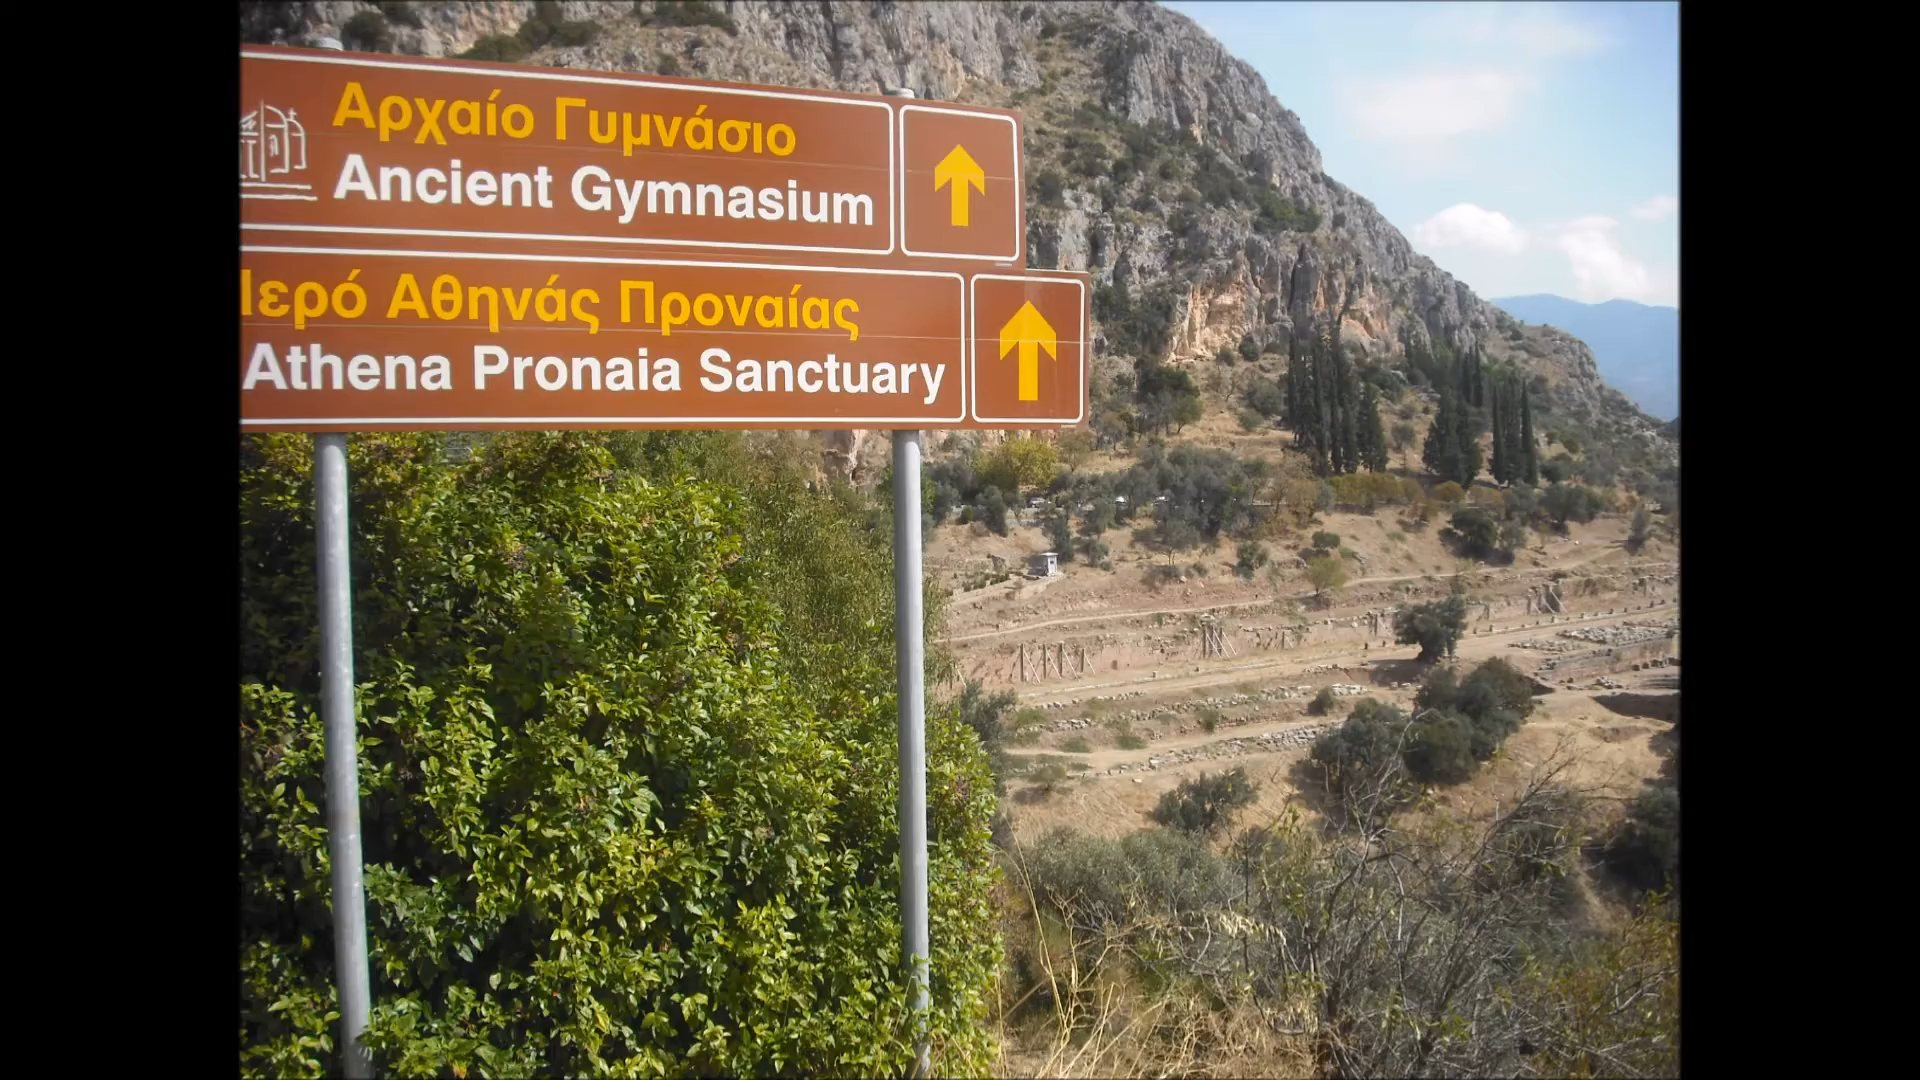 Αρχαίο Γυμνάσιο
Ancient Gymnasium
Ιερό Αθηνάς Προναίας
Athena Pronaia Sanctuary